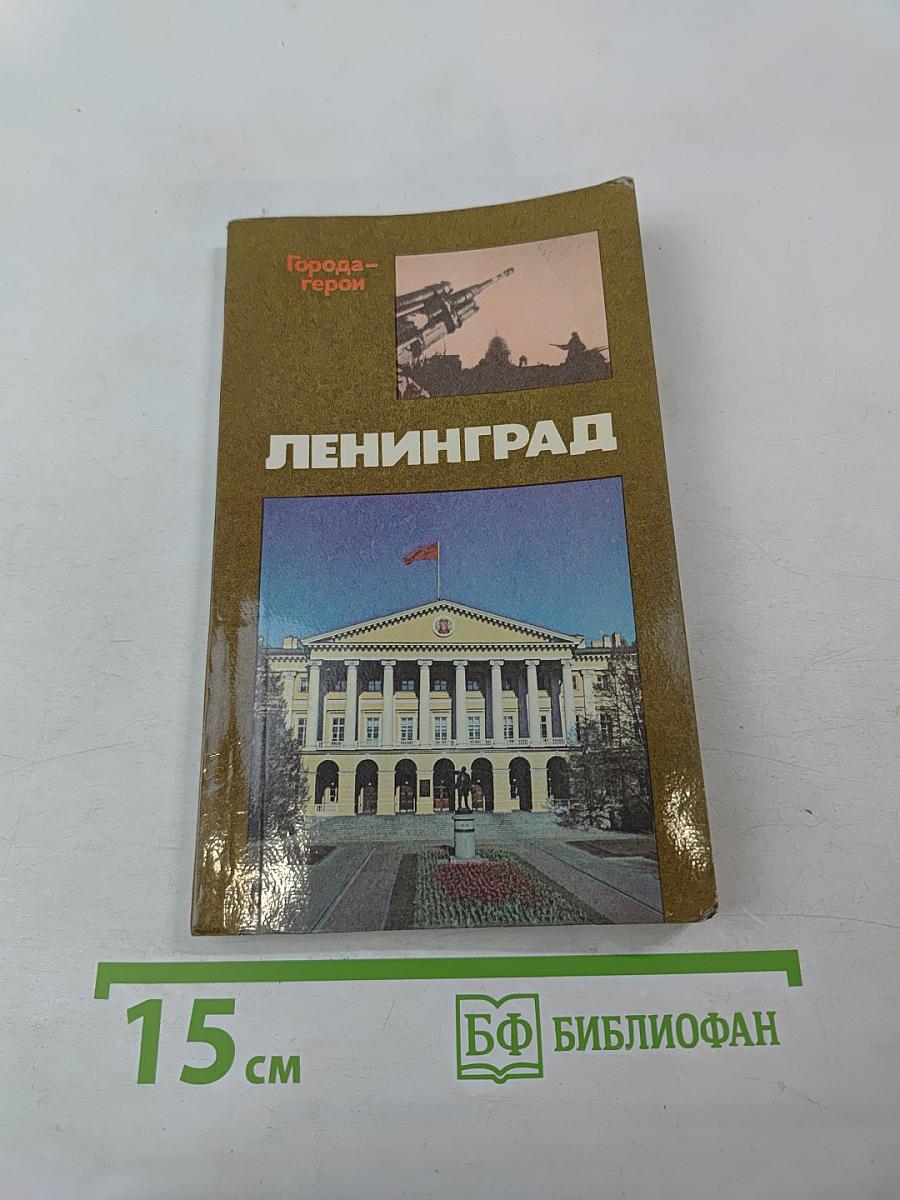 Города–
герои
ЛЕНИНГРАД
15 см
БФ БИБЛИОФАН